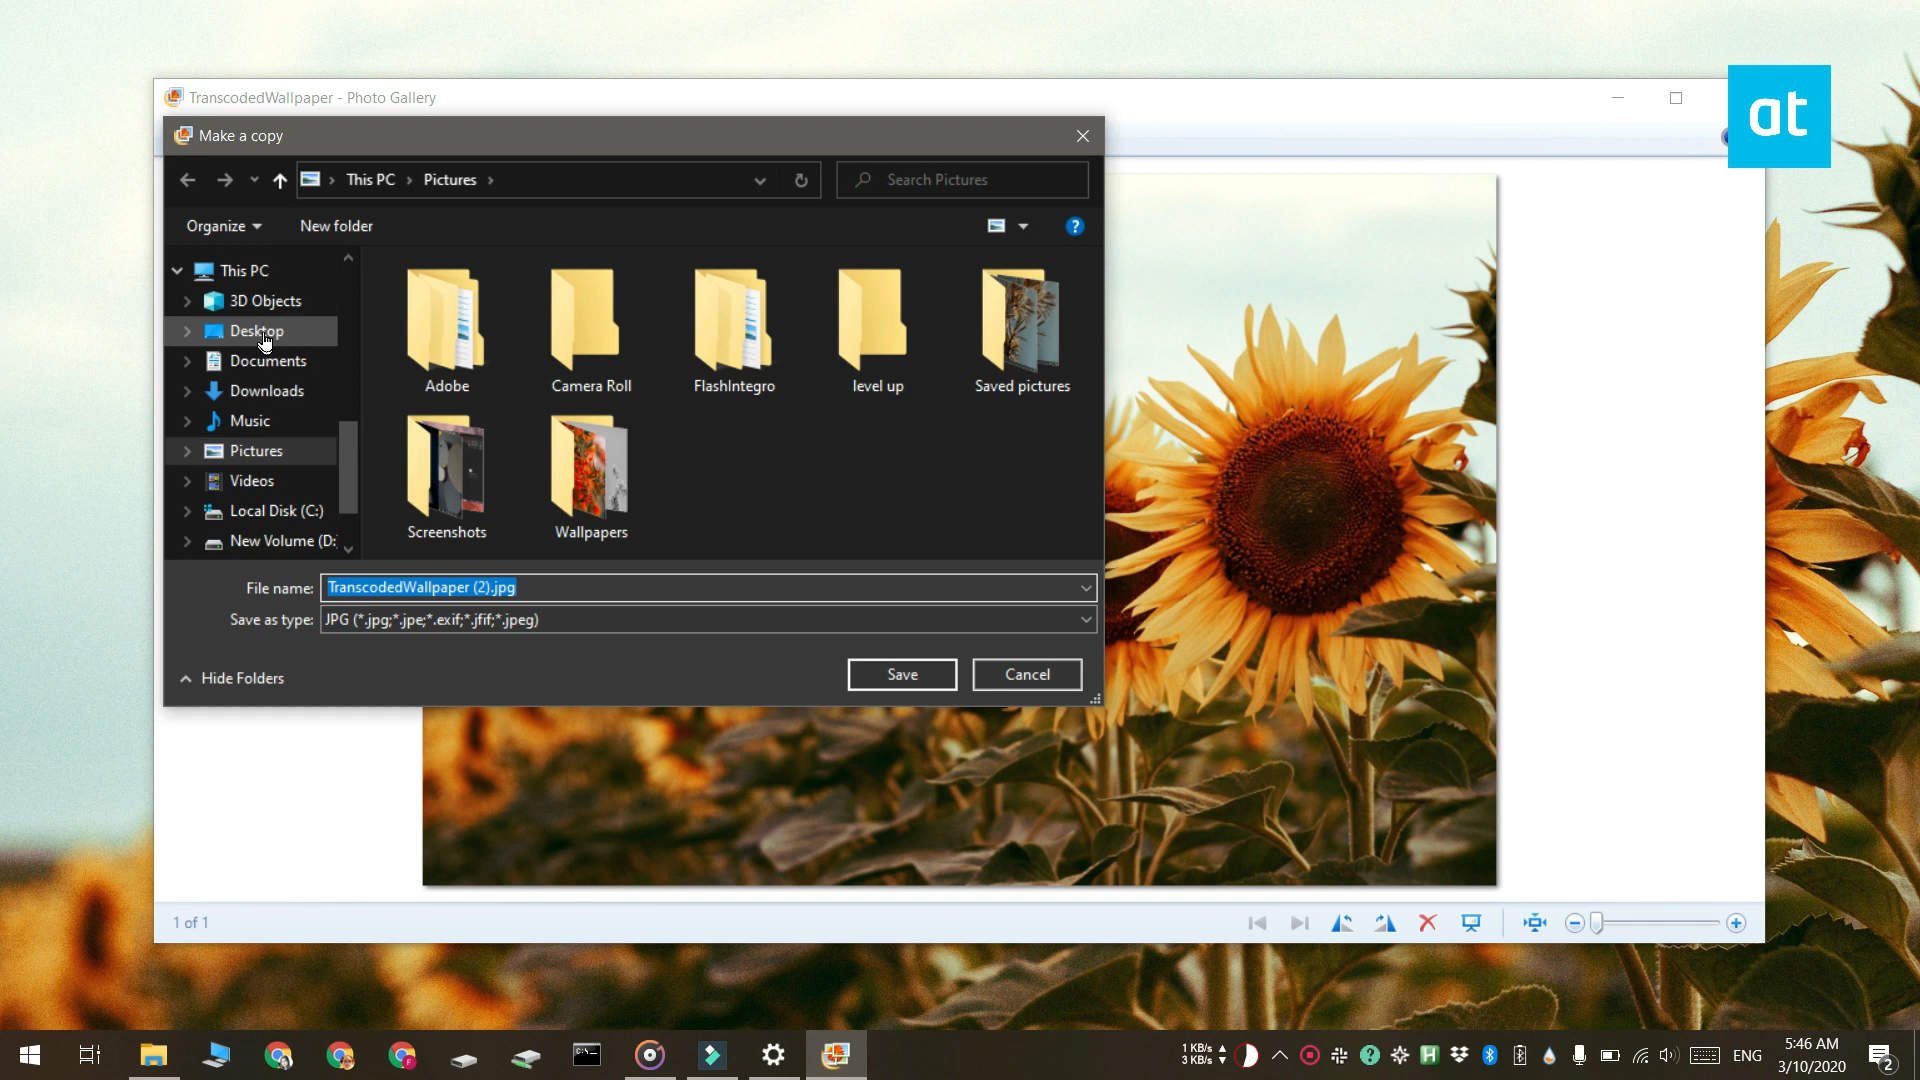 TranscodedWallpaper - Photo Gallery
at
Make a copy
This PC
Pictures
Search Pictures
Organize
New folder
?
This PC
3D Objects
Desktop
Documents
Downloads
Music
Pictures
Videos
Local Disk (C:)
New Volume (D:
Adobe
Camera Roll
FlashIntegro
level up
Saved pictures
Screenshots
Wallpapers
File name: TranscodedWallpaper (2).jpg
Save as type: JPG (*.jpg;*.jpe;*.exif;*.jfif;*.jpeg)
Hide Folders
Save
Cancel
1 of 1
1 KB/s
3 KB/s
ENG
5:46 AM
3/10/2020
2